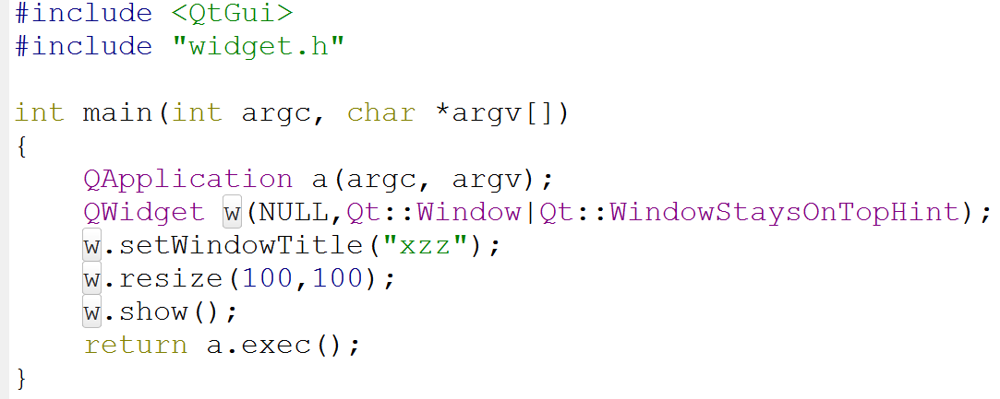 #include <QtGui>
#include "widget.h"
int main(int argc, char *argv[])
{
QApplication a(argc, argv);
QWidget w(NULL,Qt::Window|Qt::WindowStaysOnTopHint);
w.setWindowTitle("xzz");
w.resize(100,100);
w.show();
return a.exec();
}